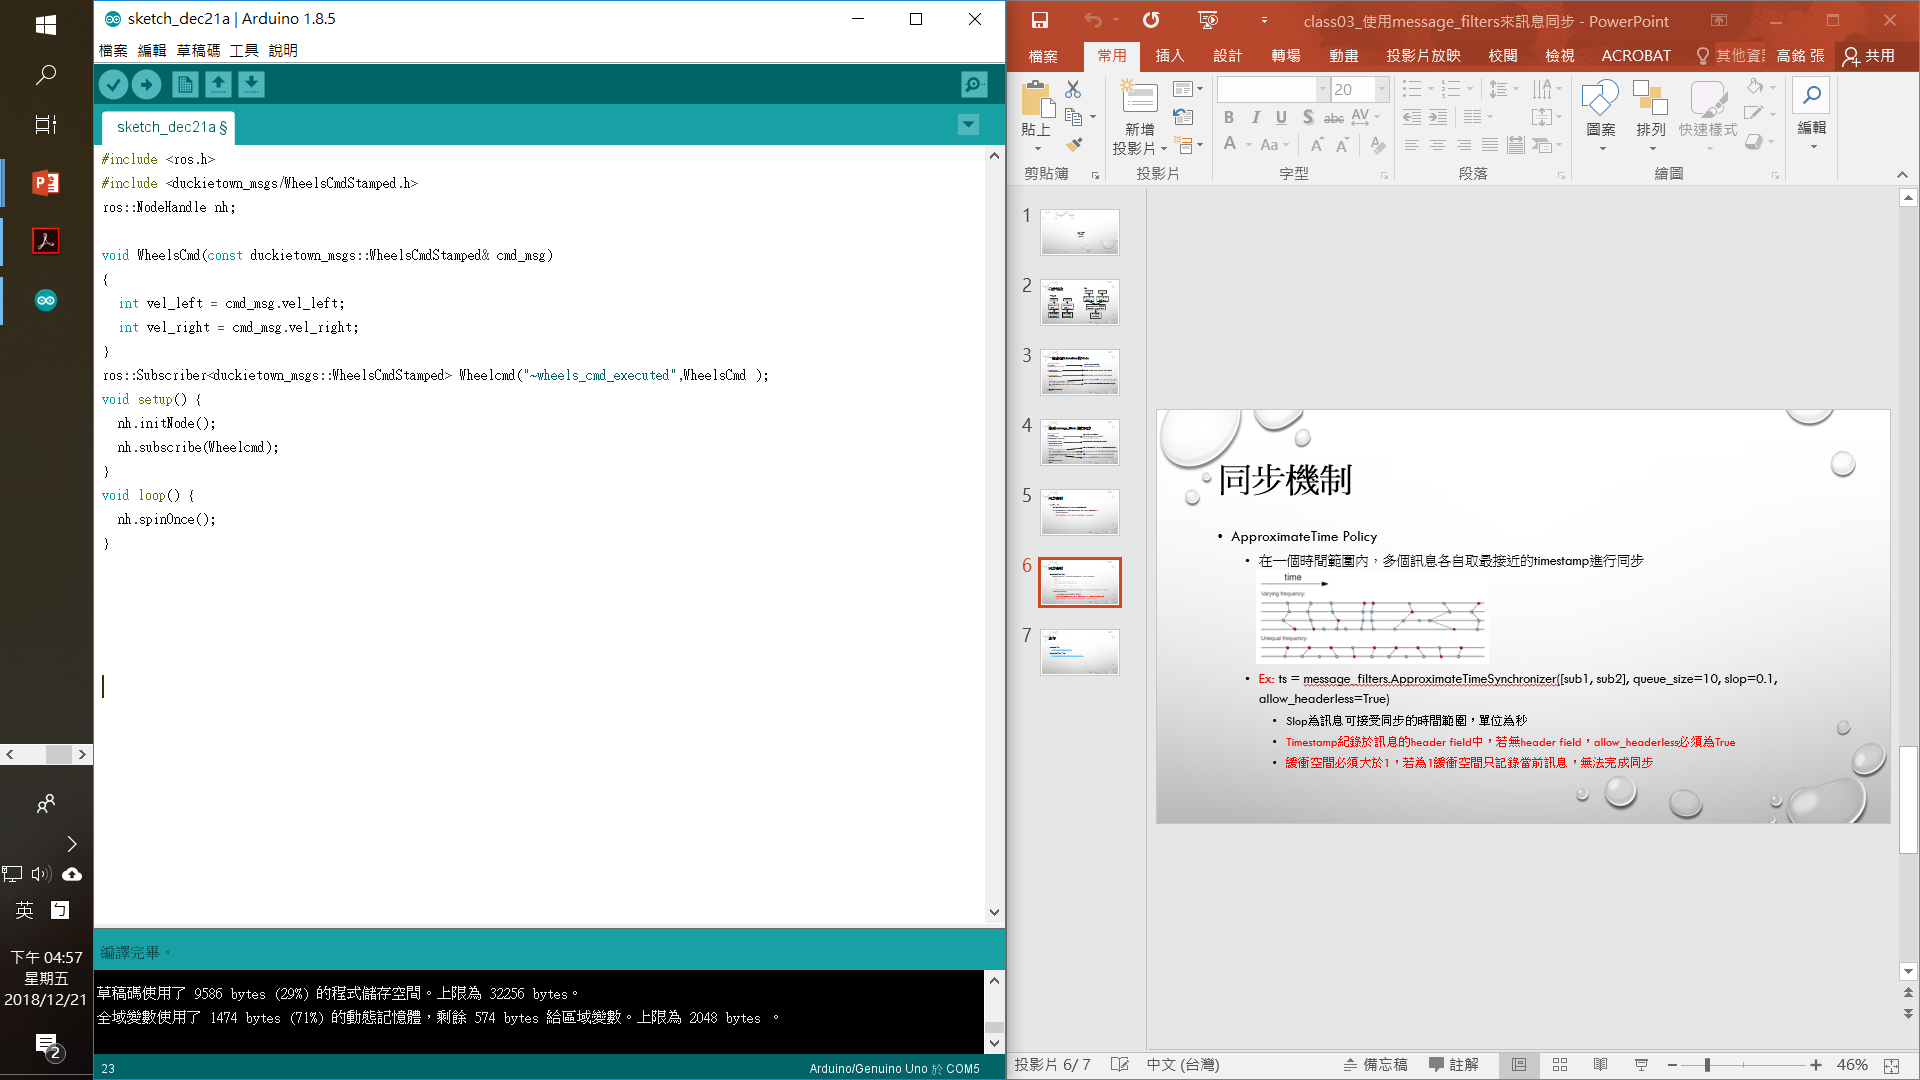 sketch_dec21a | Arduino 1.8.5
檔案 編輯 草稿碼 工具 說明
sketch_dec21a §
#include <ros.h>
#include <duckietown_msgs/WheelsCmdStamped.h>
ros::NodeHandle nh;
void WheelsCmd(const duckietown_msgs::WheelsCmdStamped& cmd_msg)
{
int vel_left = cmd_msg.vel_left;
int vel_right = cmd_msg.vel_right;
}
ros::Subscriber<duckietown_msgs::WheelsCmdStamped> Wheelcmd("~wheels_cmd_executed",WheelsCmd );
void setup() {
nh.initNode();
nh.subscribe(Wheelcmd);
}
void loop() {
nh.spinOnce();
}
編譯完畢。
草稿碼使用了 9586 bytes (29%) 的程式儲存空間。上限為 32256 bytes。
全域變數使用了 1474 bytes (71%) 的動態記憶體，剩餘 574 bytes 給區域變數。上限為 2048 bytes 。
23
Arduino/Genuino Uno 於 COM5
英
下午 04:57
星期五
2018/12/21
2
class03_使用message_filters來訊息同步 - PowerPoint
檔案 常用 插入 設計 轉場 動畫 投影片放映 校閱 檢視 ACROBAT 其他資 高銘 張 共用
貼上
新增
投影片
20
B I U S abc AV
A Aa A A
圖案 排列 快速樣式 編輯
剪貼簿 投影片 字型 段落 繪圖
1
2
3
4
5
6
7
同步機制
• ApproximateTime Policy
• 在一個時間範圍內，多個訊息各自取最接近的timestamp進行同步
time
Varying frequency:
Unequal frequency:
• Ex: ts = message_filters.ApproximateTimeSynchronizer([sub1, sub2], queue_size=10, slop=0.1,
allow_headerless=True)
• Slop為訊息可接受同步的時間範圍，單位為秒
• Timestamp紀錄於訊息的header field中，若無header field，allow_headerless必須為True
• 緩衝空間必須大於1，若為1緩衝空間只記錄當前訊息，無法完成同步
投影片 6/ 7 中文 (台灣) 備忘稿 註解 46%